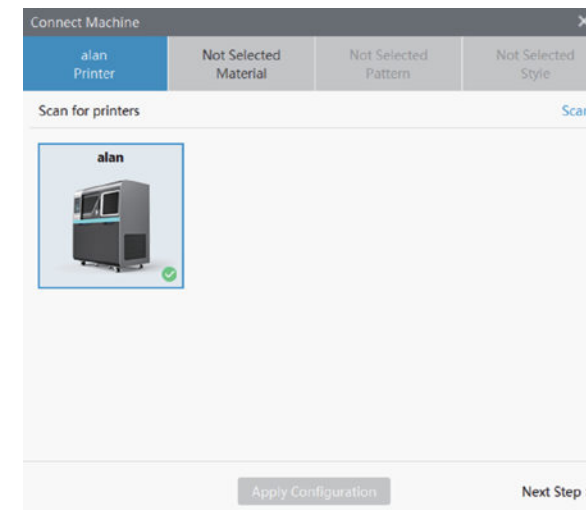 Connect Machine
alan
Printer
Not Selected
Material
Not Selected
Pattern
Not Selected
Style
Scan for printers
Scan
alan
Apply Configuration
Next Step